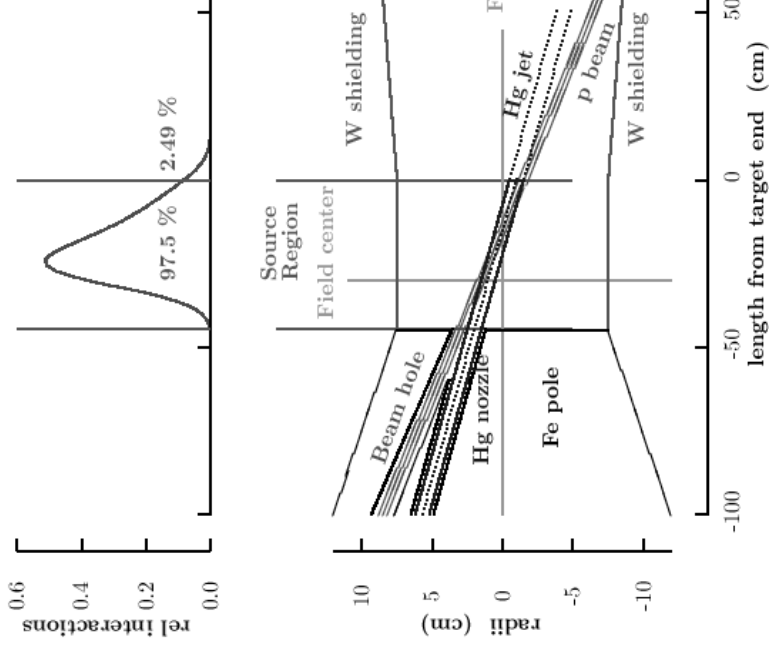 0.6
0.4
0.2
0.0
rel interactions
97.5 %
2.49 %
Source
Region
Field center
W shielding
Hg jet
p beam
W shielding
Beam hole
Hg nozzle
Fe pole
F
10
5
0
-5
-10
radii (cm)
-100
-50
0
50
length from target end (cm)